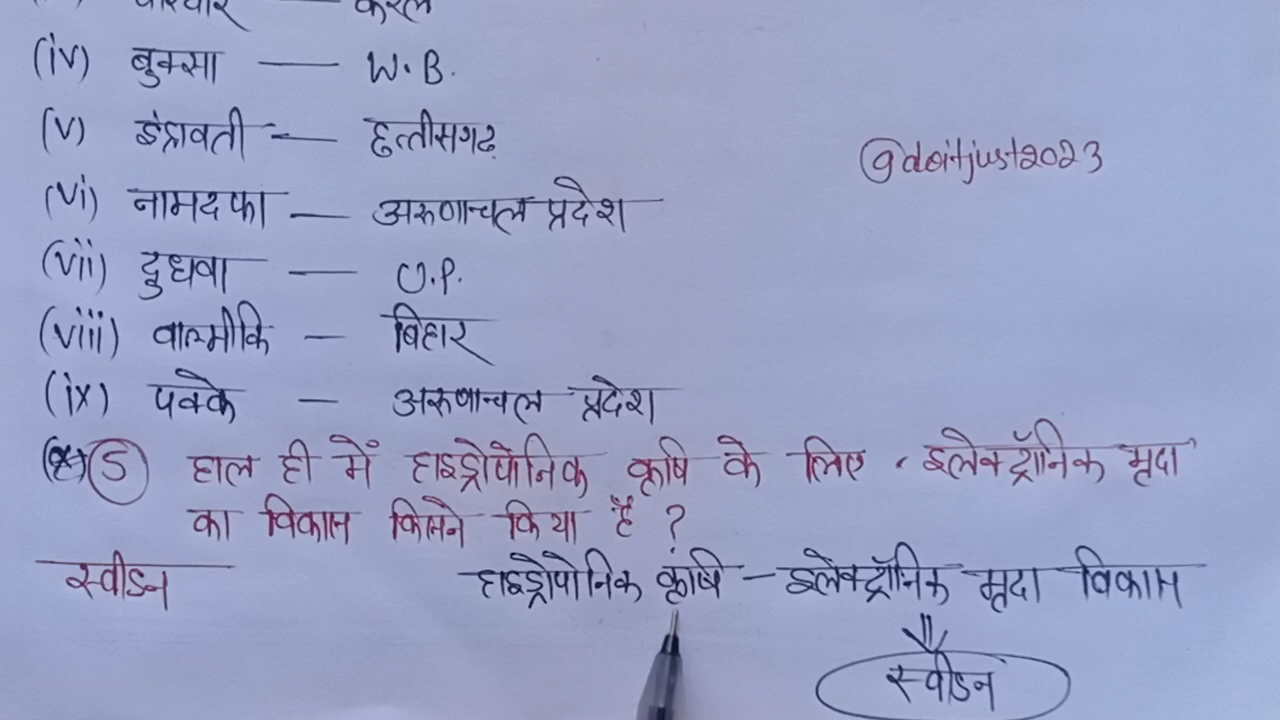 केरल
(iv) बुक्सा — W.B.
(v) इंद्रावती — छत्तीसगढ़
@doitjust2023
(vi) नामदफा — अरुणाचल प्रदेश
(vii) दुधवा — U.P.
(viii) वाल्मीकि — बिहार
(ix) पक्के — अरुणाचल प्रदेश
(5) हाल ही में हाइड्रोपोनिक कृषि के लिए इलेक्ट्रॉनिक मृदा
का विकास किसने किया है ?
स्वीडन हाइड्रोपोनिक कृषि — इलेक्ट्रॉनिक मृदा विकास
स्वीडन